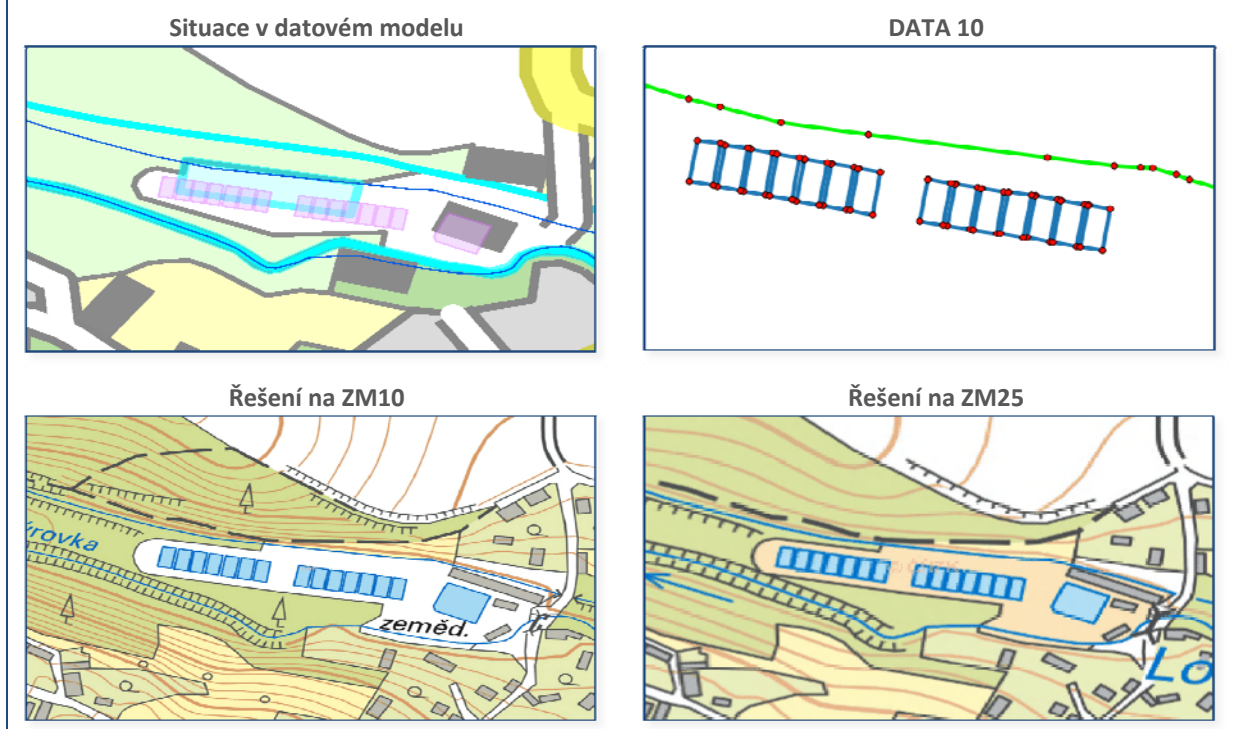 Situace v datovém modelu
DATA 10
Řešení na ZM10
Řešení na ZM25
rovka
zeměd.
Lo